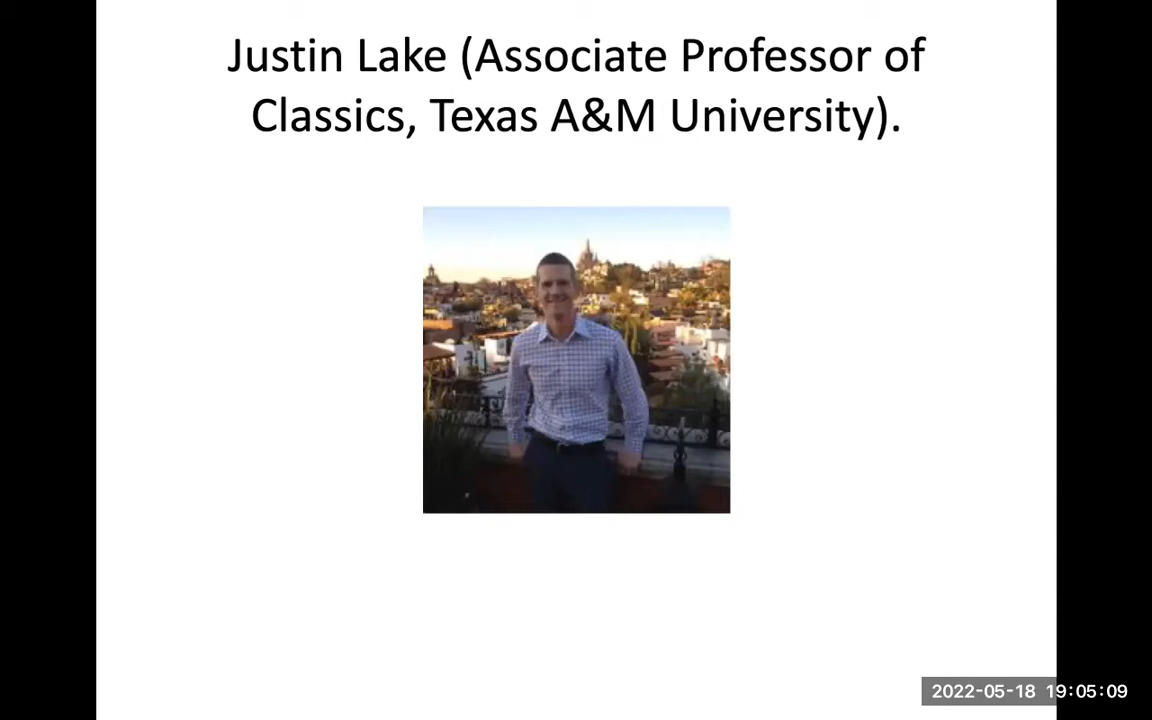 Justin Lake (Associate Professor of
Classics, Texas A&M University).
2022-05-18 19:05:09